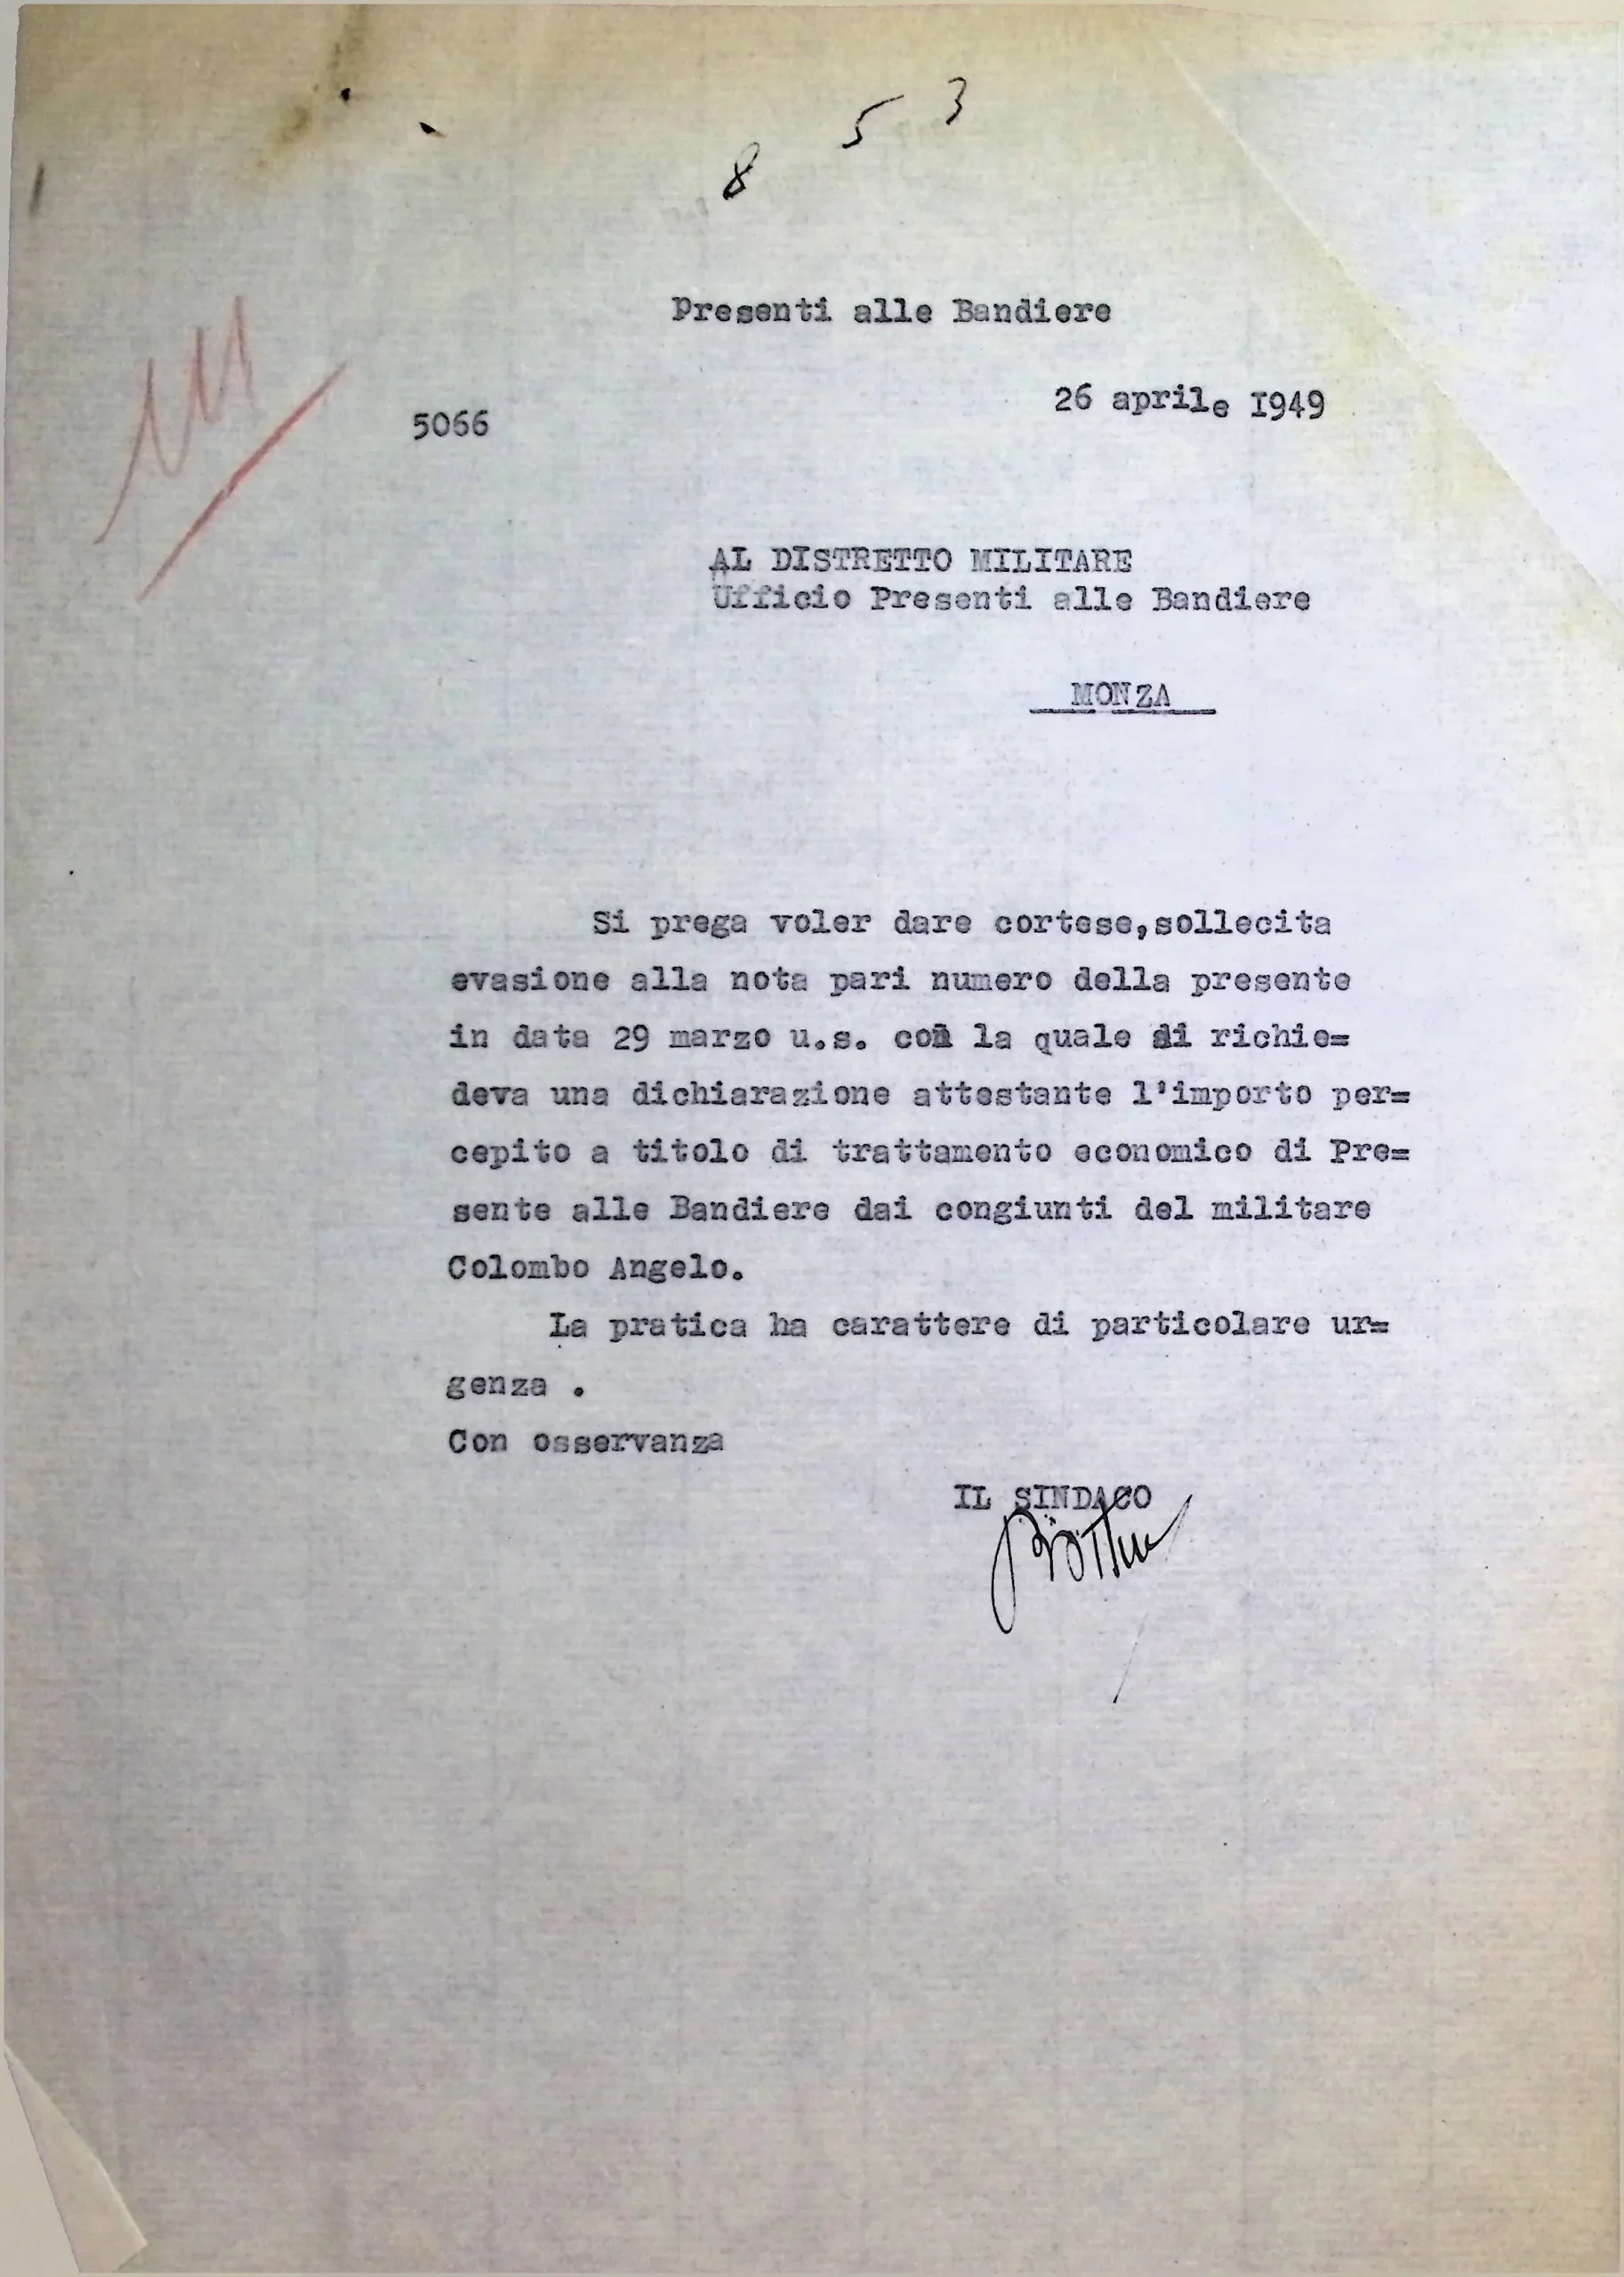 8 5 3
Presenti alle Bandiere
26 aprile 1949
5066
AL DISTRETTO MILITARE
Ufficio Presenti alle Bandiere
MONZA
Si prega voler dare cortese,sollecita
evasione alla nota pari numero della presente
in data 29 marzo u.s. con la quale si richie=
deva una dichiarazione attestante l'importo per=
cepito a titolo di trattamento economico di Pre=
sente alle Bandiere dai congiunti del militare
Colombo Angelo.
La pratica ha carattere di particolare ur=
genza .
Con osservanza
IL SINDACO